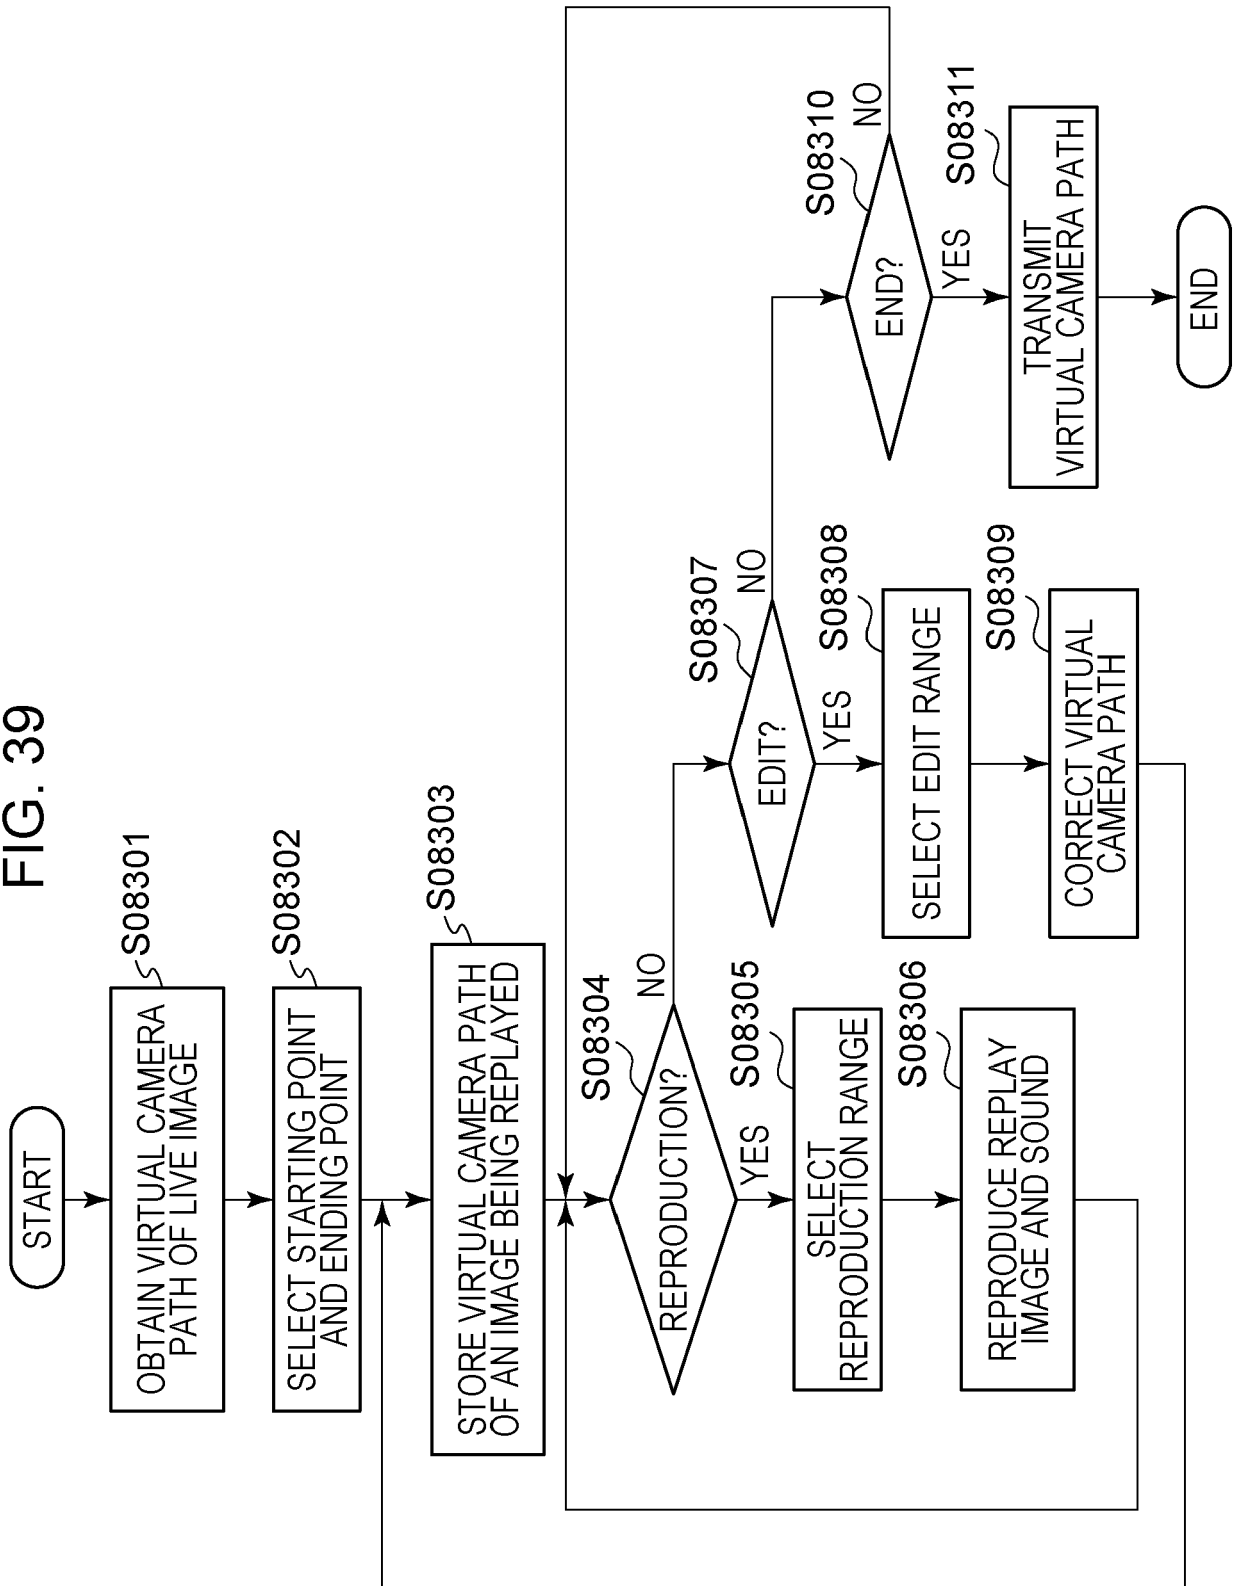 FIG. 39
START
S08301
OBTAIN VIRTUAL CAMERA
PATH OF LIVE IMAGE
S08302
SELECT STARTING POINT
AND ENDING POINT
S08303
STORE VIRTUAL CAMERA PATH
OF AN IMAGE BEING REPLAYED
S08304
REPRODUCTION?
NO
YES
S08305
SELECT
REPRODUCTION RANGE
S08306
REPRODUCE REPLAY
IMAGE AND SOUND
S08307
EDIT?
NO
YES
S08308
SELECT EDIT RANGE
S08309
CORRECT VIRTUAL
CAMERA PATH
S08310
END?
NO
YES
S08311
TRANSMIT
VIRTUAL CAMERA PATH
END